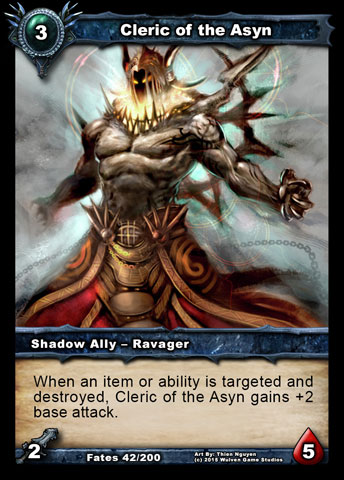 3
Cleric of the Asyn
Shadow Ally – Ravager
When an item or ability is targeted and
destroyed, Cleric of the Asyn gains +2
base attack.
2
Fates 42/200
Art By: Thien Nguyen
(c) 2015 Wulven Game Studios
5